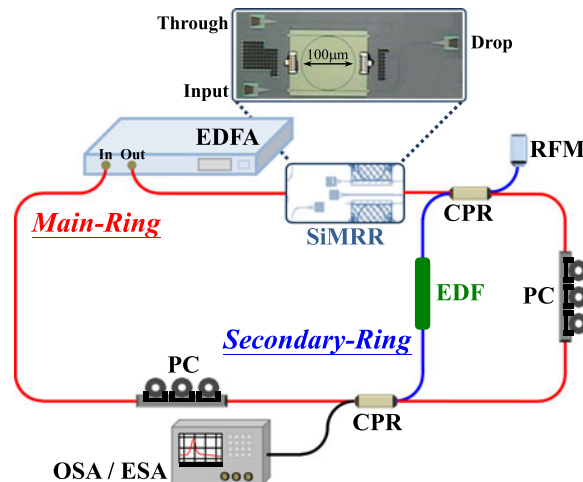 Through
Drop
100μm
Input
EDFA
In Out
RFM
CPR
Main-Ring
SiMRR
EDF
PC
Secondary-Ring
PC
CPR
OSA / ESA